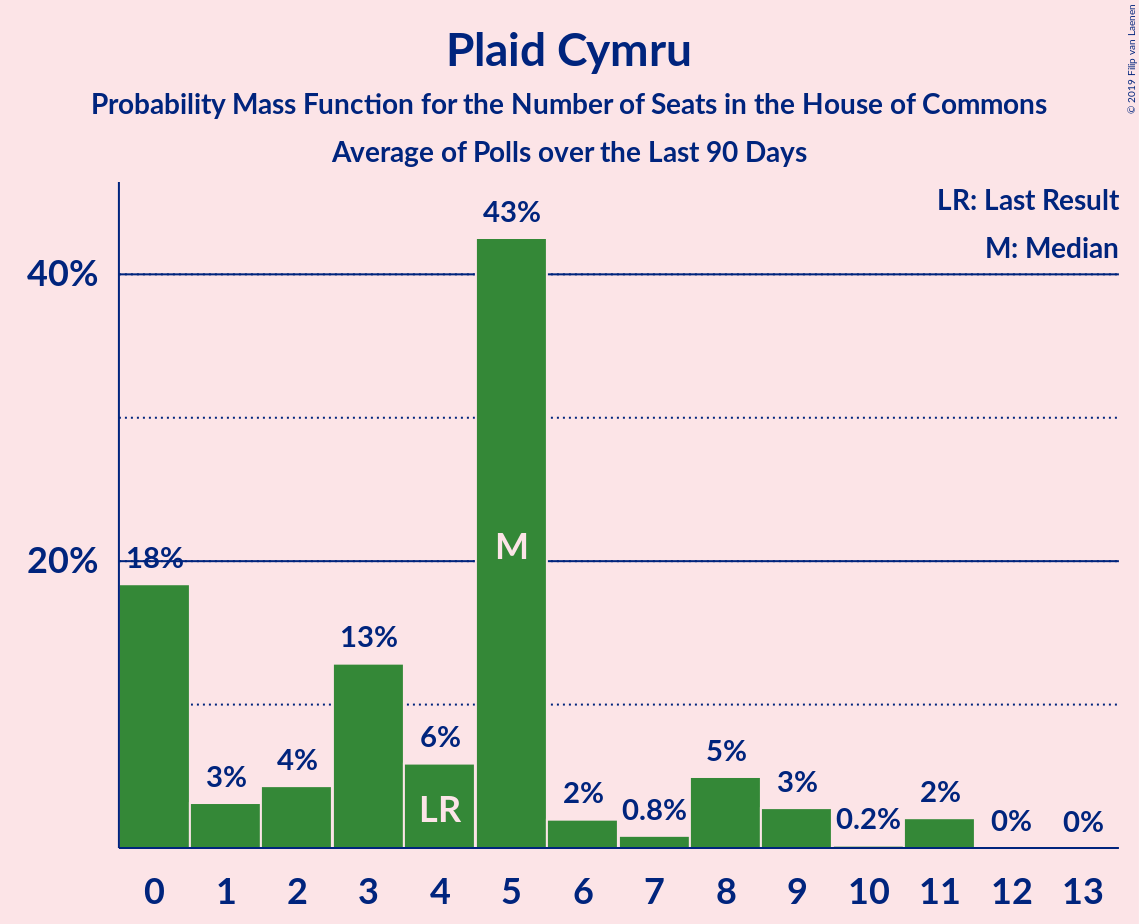 Plaid Cymru
Probability Mass Function for the Number of Seats in the House of Commons
Average of Polls over the Last 90 Days
© 2019 Filip van Laenen
LR: Last Result
M: Median
43%
40%
M
20%
18%
13%
6%
LR
3%
4%
2%
0.8%
5%
3%
0.2%
2%
0%
0%
0 1 2 3 4 5 6 7 8 9 10 11 12 13